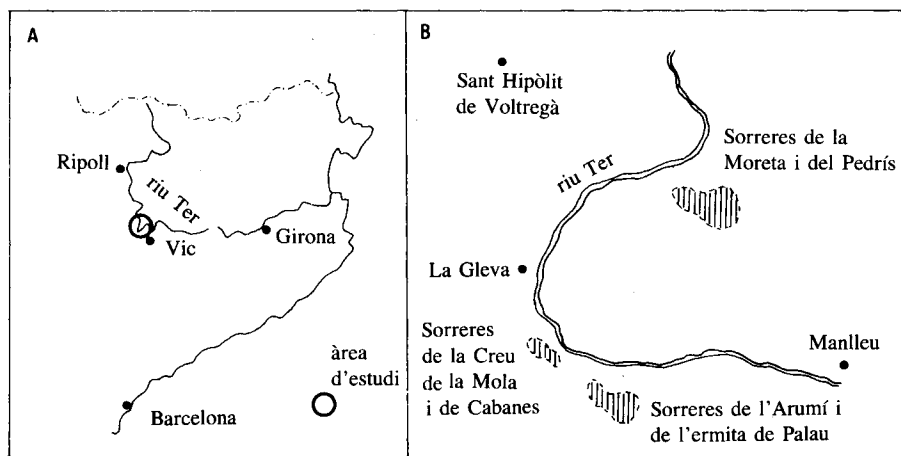 A
Ripoll
riu Ter
Vic
Girona
àrea
d'estudi
Barcelona
B
Sant Hipòlit
de Voltregà
riu Ter
Sorreres de la
Moreta i del Pedrís
La Gleva
Sorreres
de la Creu
de la Mola
i de Cabanes
Manlleu
Sorreres de l'Arumí i
de l'ermita de Palau